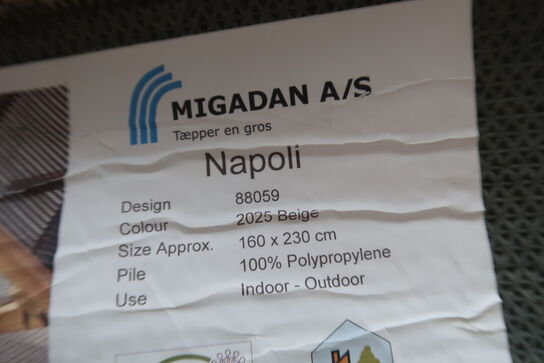 MIGADAN A/S
Tæpper en gros
Napoli
Design 88059
Colour 2025 Beige
Size Approx. 160 x 230 cm
Pile 100% Polypropylene
Use Indoor - Outdoor